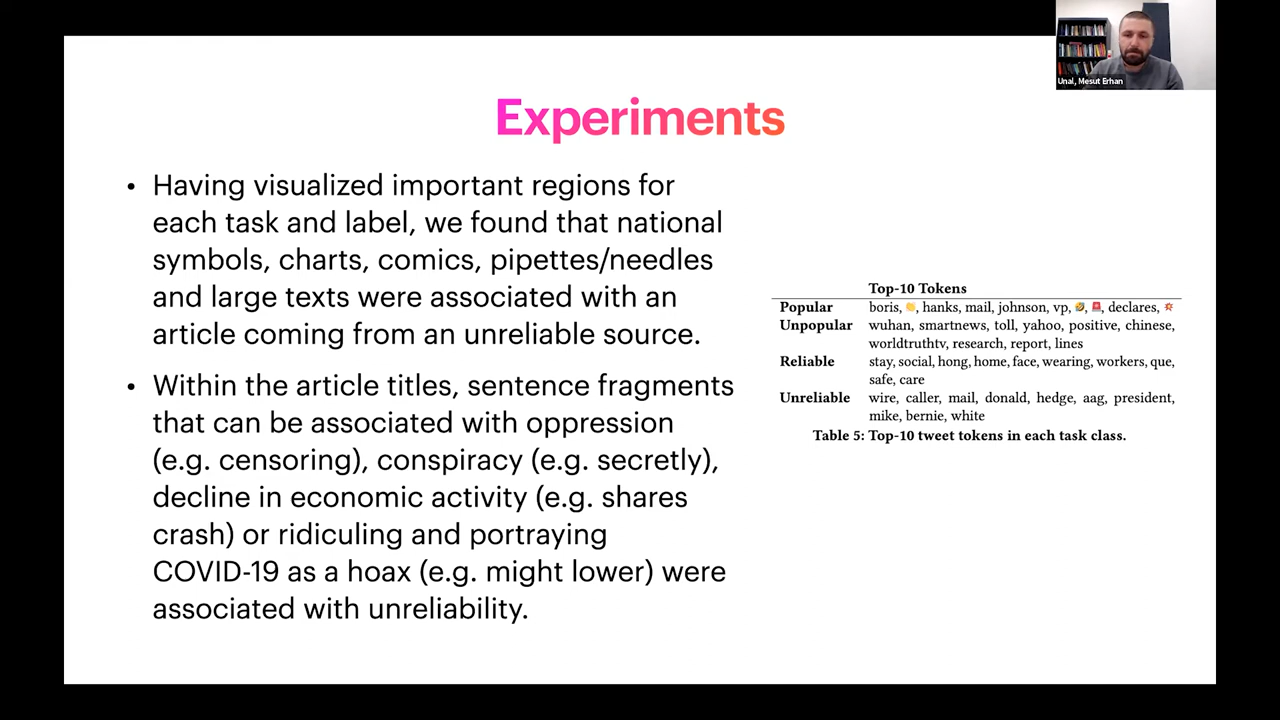 Unal, Mesut Erhan
Experiments
• Having visualized important regions for
each task and label, we found that national
symbols, charts, comics, pipettes/needles
and large texts were associated with an
article coming from an unreliable source.
• Within the article titles, sentence fragments
that can be associated with oppression
(e.g. censoring), conspiracy (e.g. secretly),
decline in economic activity (e.g. shares
crash) or ridiculing and portraying
COVID-19 as a hoax (e.g. might lower) were
associated with unreliability.
Top-10 Tokens
Popular boris, 👏, hanks, mail, johnson, vp, 🤣, 🚨, declares, 💥
Unpopular wuhan, smartnews, toll, yahoo, positive, chinese,
worldtruthtv, research, report, lines
Reliable stay, social, hong, home, face, wearing, workers, que,
safe, care
Unreliable wire, caller, mail, donald, hedge, aag, president,
mike, bernie, white
Table 5: Top-10 tweet tokens in each task class.